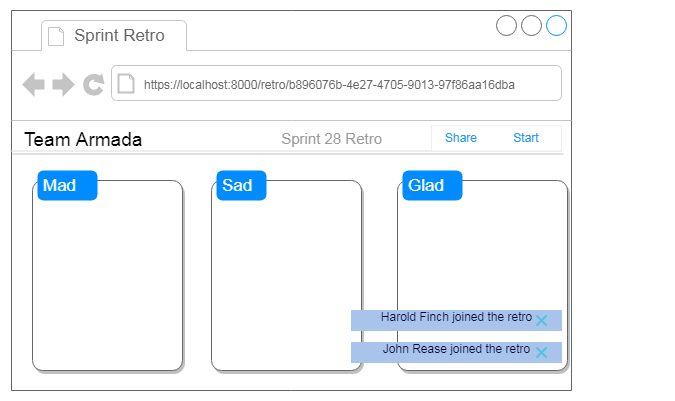 Sprint Retro
https://localhost:8000/retro/b896076b-4e27-4705-9013-97f86aa16dba
Team Armada Sprint 28 Retro Share Start
Mad Sad Glad
Harold Finch joined the retro
John Rease joined the retro